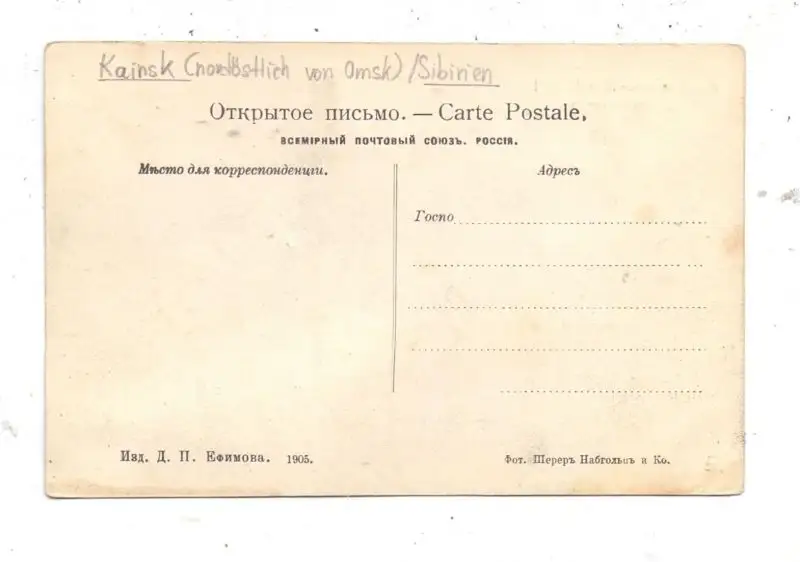 Kainsk (nordöstlich von Omsk) / Sibirien
Открытое письмо. — Carte Postale.
ВСЕМІРНЫЙ ПОЧТОВЫЙ СОЮЗЪ. РОССІЯ.
Мѣсто для корреспонденціи.
Адресъ
Госпо
Изд. Д. П. Ефимова. 1905.
Фот. Шереръ Набгольцъ и Ко.